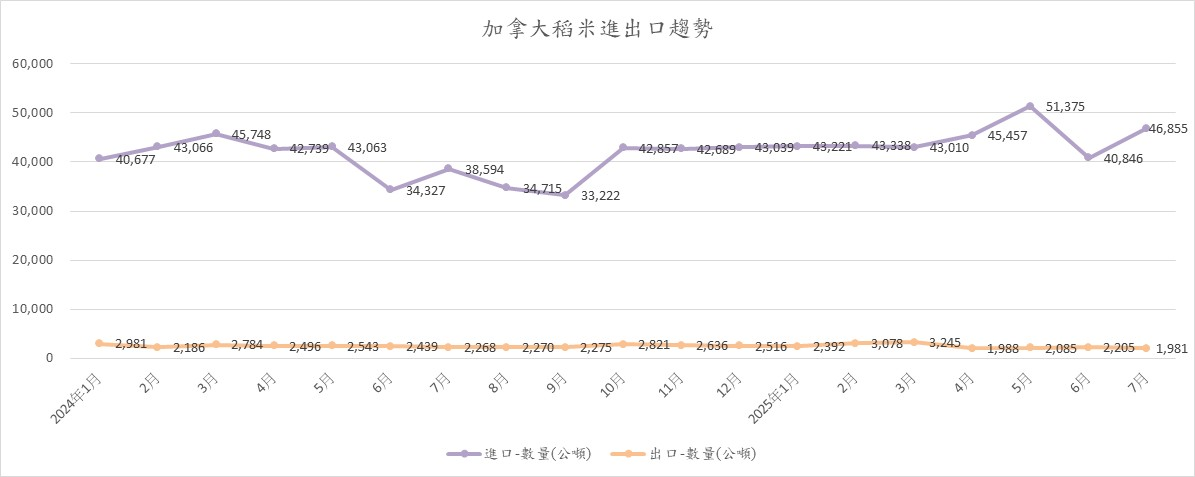 加拿大稻米進出口趨勢
60,000
50,000
40,000
30,000
20,000
10,000
0
40,677 43,066 45,748 42,739 43,063 34,327 38,594 34,715 33,222 42,857 42,689 43,039 43,221 43,338 43,010 45,457 51,375 40,846 46,855
2,981 2,186 2,784 2,496 2,543 2,439 2,268 2,270 2,275 2,821 2,636 2,516 2,392 3,078 3,245 1,988 2,085 2,205 1,981
2024年1月 2月 3月 4月 5月 6月 7月 8月 9月 10月 11月 12月 2025年1月 2月 3月 4月 5月 6月 7月
進口-數量(公噸) 出口-數量(公噸)